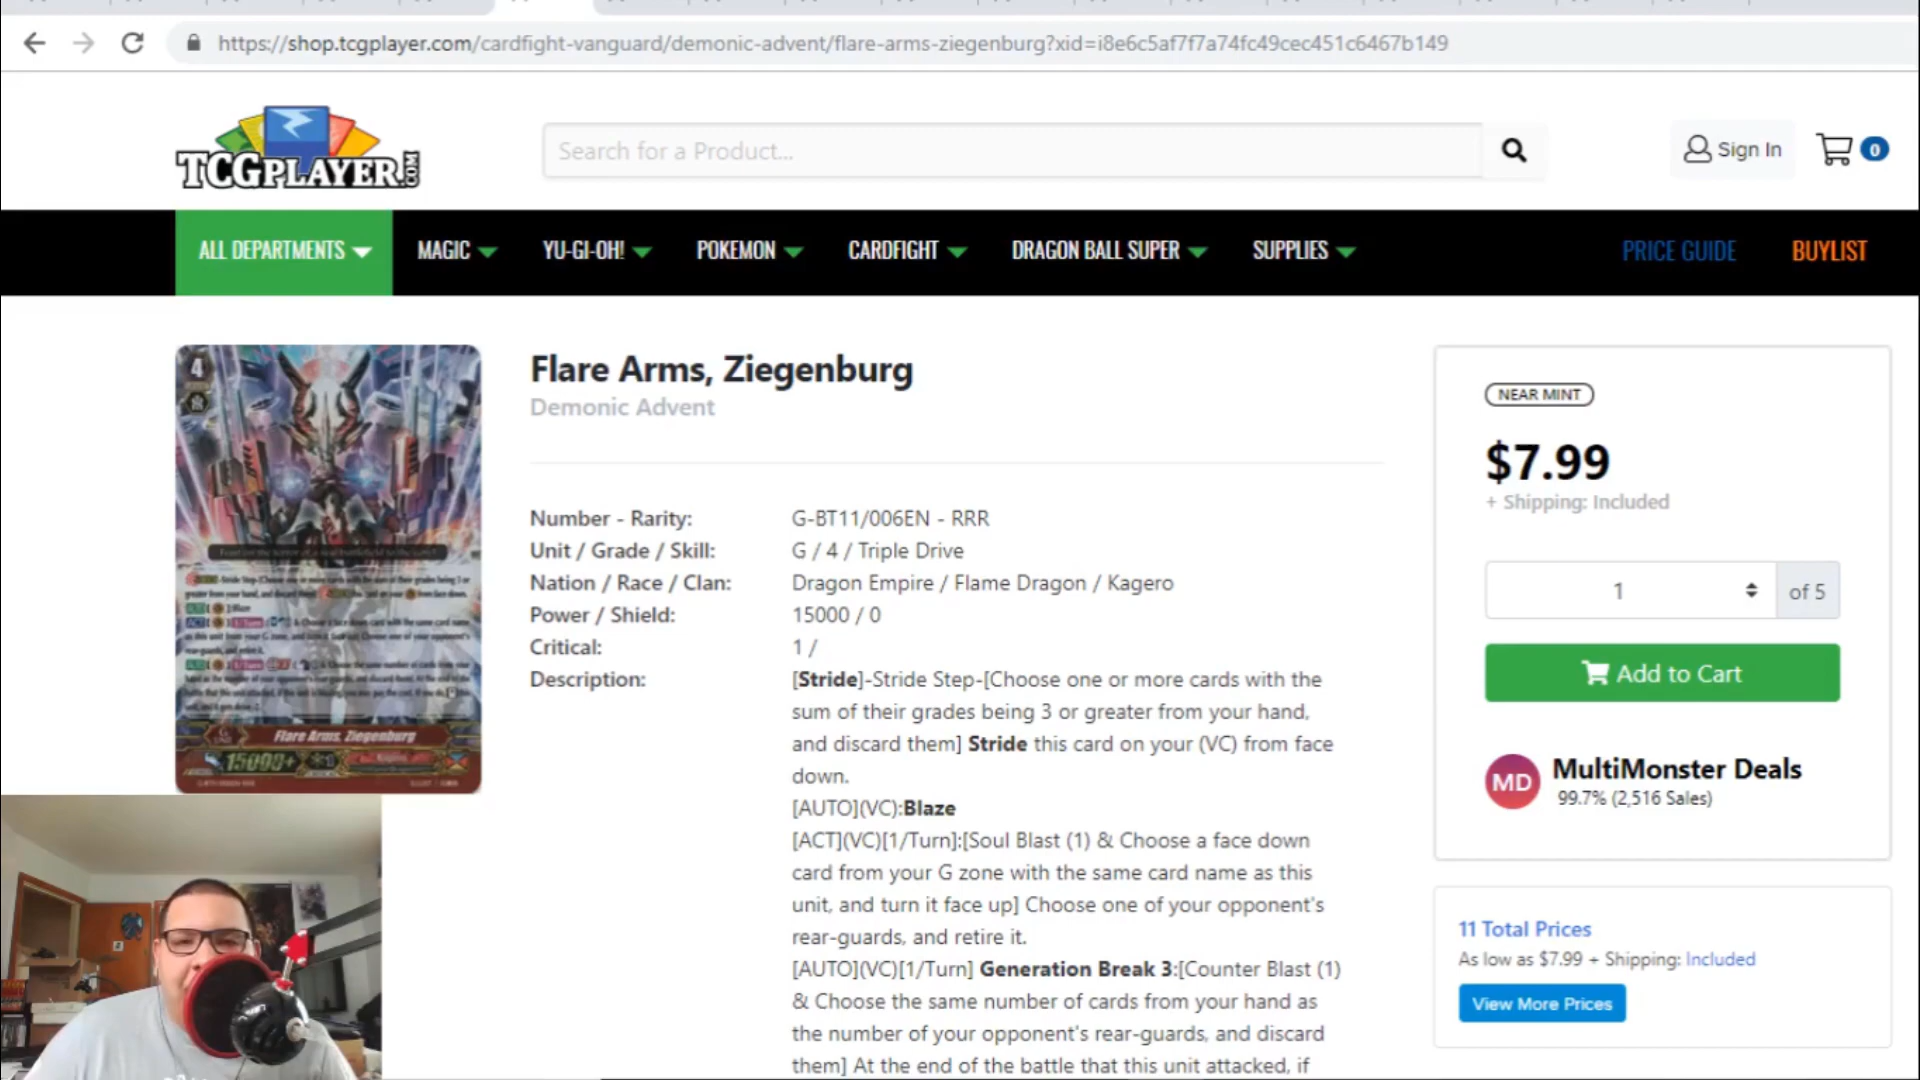 https://shop.tcgplayer.com/cardfight-vanguard/demonic-advent/flare-arms-ziegenburg?xid=i8e6c5af7f7a74fc49cec451c6467b149
TCGPLAYER.COM
Search for a Product...
Sign In
0
ALL DEPARTMENTS
MAGIC
YU-GI-OH!
POKEMON
CARDFIGHT
DRAGON BALL SUPER
SUPPLIES
PRICE GUIDE
BUYLIST
4
Flare Arms, Ziegenburg
15000+
Flare Arms, Ziegenburg
Demonic Advent
Number - Rarity: G-BT11/006EN - RRR
Unit / Grade / Skill: G / 4 / Triple Drive
Nation / Race / Clan: Dragon Empire / Flame Dragon / Kagero
Power / Shield: 15000 / 0
Critical: 1 /
Description: [Stride]-Stride Step-[Choose one or more cards with the
sum of their grades being 3 or greater from your hand,
and discard them] Stride this card on your (VC) from face
down.
[AUTO](VC):Blaze
[ACT](VC)[1/Turn]:[Soul Blast (1) & Choose a face down
card from your G zone with the same card name as this
unit, and turn it face up] Choose one of your opponent's
rear-guards, and retire it.
[AUTO](VC)[1/Turn] Generation Break 3:[Counter Blast (1)
& Choose the same number of cards from your hand as
the number of your opponent's rear-guards, and discard
them] At the end of the battle that this unit attacked, if
NEAR MINT
$7.99
+ Shipping: Included
1
of 5
Add to Cart
MD
MultiMonster Deals
99.7% (2,516 Sales)
11 Total Prices
As low as $7.99 + Shipping: Included
View More Prices